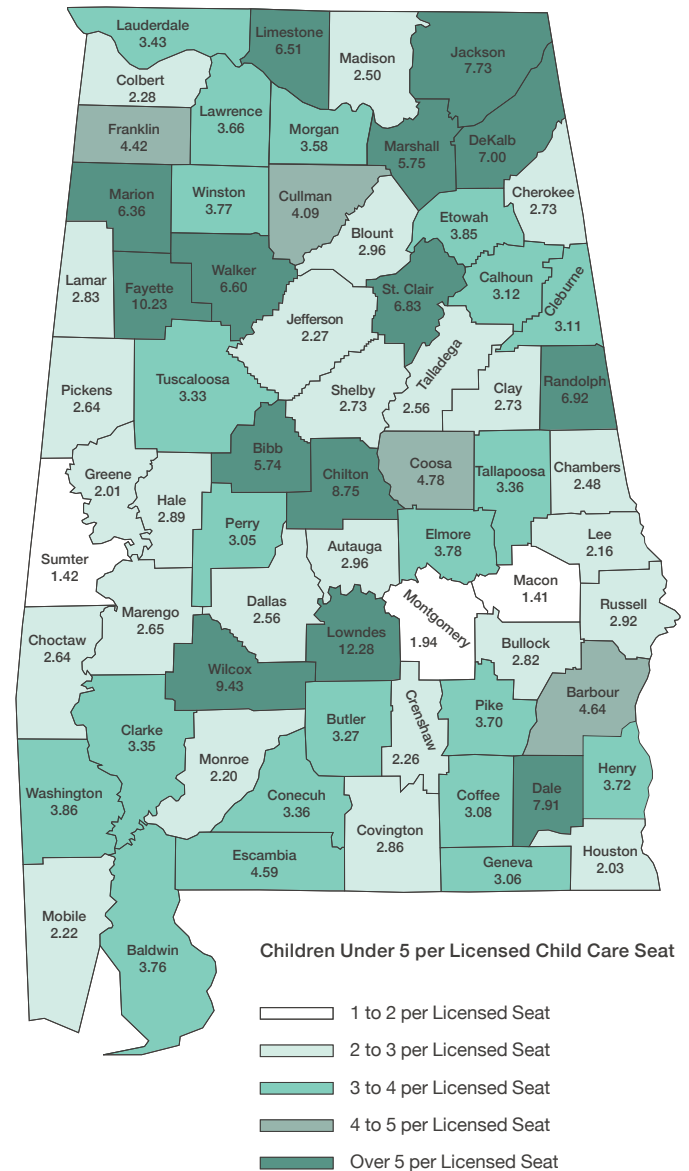 Lauderdale
3.43
Limestone
6.51
Madison
2.50
Jackson
7.73
Colbert
2.28
Lawrence
3.66
Franklin
4.42
Morgan
3.58
Marshall
5.75
DeKalb
7.00
Marion
6.36
Winston
3.77
Cullman
4.09
Cherokee
2.73
Etowah
3.85
Blount
2.96
Lamar
2.83
Fayette
10.23
Walker
6.60
St. Clair
6.83
Calhoun
3.12
Cleburne
3.11
Jefferson
2.27
Talladega
2.56
Pickens
2.64
Tuscaloosa
3.33
Shelby
2.73
Clay
2.73
Randolph
6.92
Bibb
5.74
Chilton
8.75
Coosa
4.78
Tallapoosa
3.36
Chambers
2.48
Greene
2.01
Hale
2.89
Perry
3.05
Autauga
2.96
Elmore
3.78
Lee
2.16
Sumter
1.42
Macon
1.41
Marengo
2.65
Dallas
2.56
Montgomery
1.94
Russell
2.92
Choctaw
2.64
Lowndes
12.28
Bullock
2.82
Wilcox
9.43
Barbour
4.64
Clarke
3.35
Butler
3.27
Crenshaw
2.26
Pike
3.70
Monroe
2.20
Washington
3.86
Conecuh
3.36
Coffee
3.08
Dale
7.91
Henry
3.72
Covington
2.86
Escambia
4.59
Geneva
3.06
Houston
2.03
Mobile
2.22
Baldwin
3.76
Children Under 5 per Licensed Child Care Seat
1 to 2 per Licensed Seat
2 to 3 per Licensed Seat
3 to 4 per Licensed Seat
4 to 5 per Licensed Seat
Over 5 per Licensed Seat